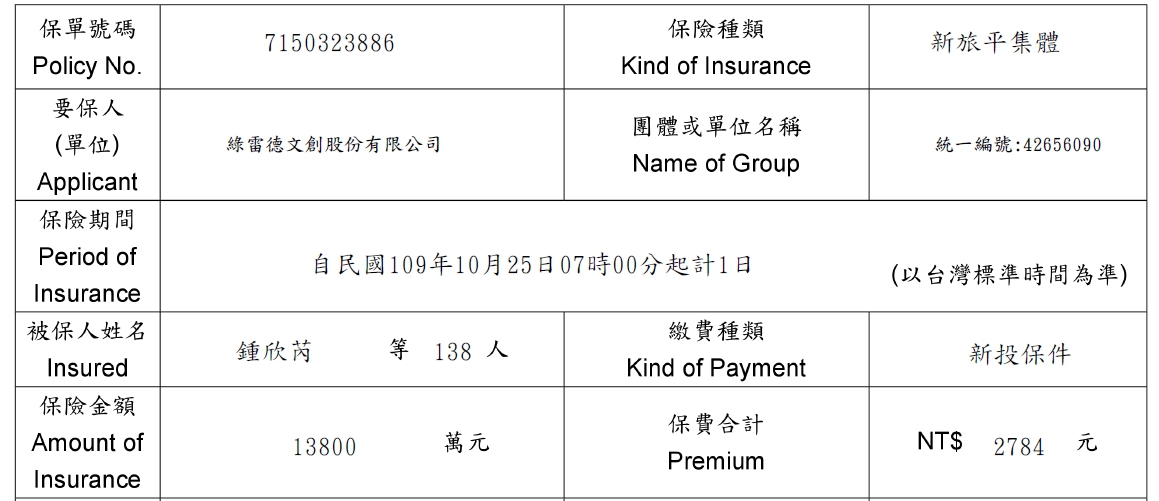 保單號碼
Policy No.
7150323886
保險種類
Kind of Insurance
新旅平集體
要保人
(單位)
Applicant
綠雷德文創股份有限公司
團體或單位名稱
Name of Group
統一編號:42656090
保險期間
Period of
Insurance
自民國109年10月25日07時00分起計1日
(以台灣標準時間為準)
被保人姓名
Insured
鍾欣芮 等 138 人
繳費種類
Kind of Payment
新投保件
保險金額
Amount of
Insurance
13800 萬元
保費合計
Premium
NT$ 2784 元